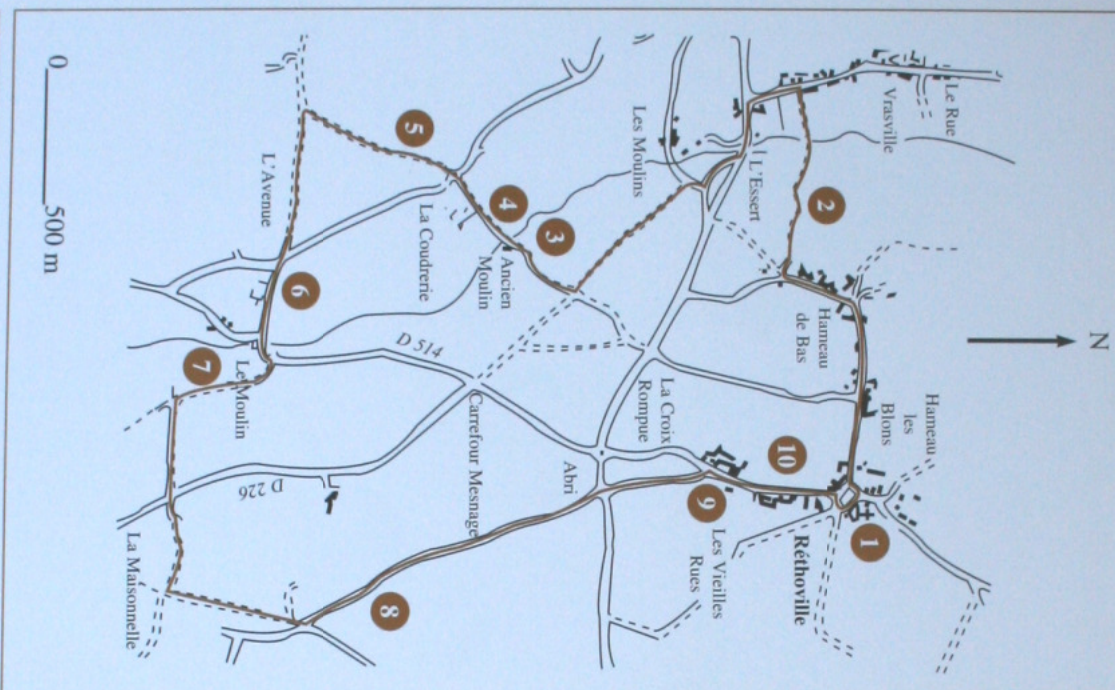 N
Le Rue
Vrasville
Hameau
les
Blons
Hameau
de Bas
1
Réthoville
2
L'Essert
10
Les Moulins
La Croix
Rompue
9
Les Vieilles
Rues
Abri
3
Ancien
Moulin
4
La Coudrerie
D 514
Carrefour Mesnage
5
8
L'Avenue
6
Le Moulin
7
D 226
La Maisonnelle
0
500 m